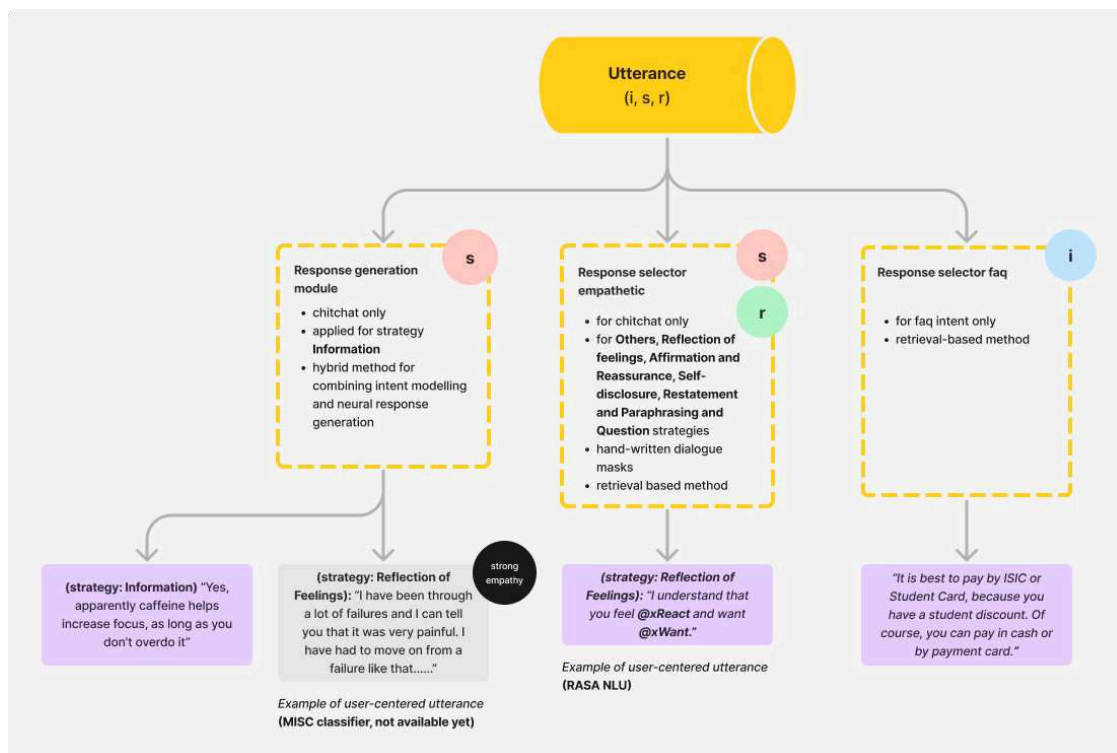 Utterance
(i, s, r)
s
Response generation
module
• chitchat only
• applied for strategy
Information
• hybrid method for
combining intent modelling
and neural response
generation
s
r
Response selector
empathetic
• for chitchat only
• for Others, Reflection of
feelings, Affirmation and
Reassurance, Self-
disclosure, Restatement
and Paraphrasing and
Question strategies
• hand-written dialogue
masks
• retrieval based method
i
Response selector faq
• for faq intent only
• retrieval-based method
(strategy: Information) “Yes,
apparently caffeine helps
increase focus, as long as you
don't overdo it”
strong
empathy
(strategy: Reflection of
Feelings): “I have been through
a lot of failures and I can tell
you that it was very painful. I
have had to move on from a
failure like that......”
Example of user-centered utterance
(MISC classifier, not available yet)
(strategy: Reflection of
Feelings): “I understand that
you feel @xReact and want
@xWant.”
Example of user-centered utterance
(RASA NLU)
“It is best to pay by ISIC or
Student Card, because you
have a student discount. Of
course, you can pay in cash or
by payment card.”